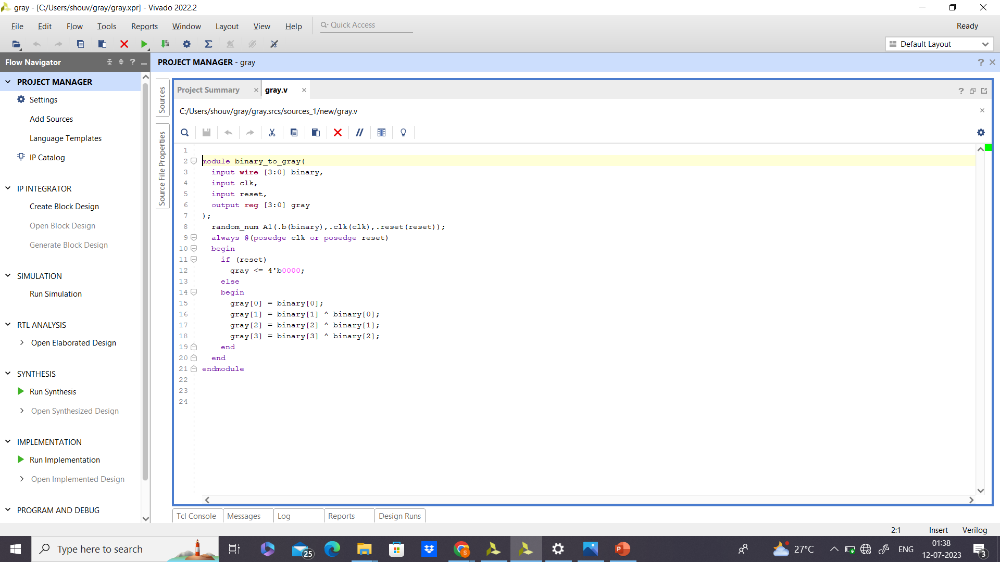 gray - [C:/Users/shouv/gray/gray.xpr] - Vivado 2022.2
File Edit Flow Tools Reports Window Layout View Help Quick Access Ready
Default Layout
Flow Navigator
PROJECT MANAGER - gray
PROJECT MANAGER
Settings
Add Sources
Language Templates
IP Catalog
IP INTEGRATOR
Create Block Design
Open Block Design
Generate Block Design
SIMULATION
Run Simulation
RTL ANALYSIS
Open Elaborated Design
SYNTHESIS
Run Synthesis
Open Synthesized Design
IMPLEMENTATION
Run Implementation
Open Implemented Design
PROGRAM AND DEBUG
Sources
Source File Properties
Project Summary gray.v
C:/Users/shouv/gray/gray.srcs/sources_1/new/gray.v
1
2 module binary_to_gray(
3 input wire [3:0] binary,
4 input clk,
5 input reset,
6 output reg [3:0] gray
7 );
8 random_num A1(.b(binary),.clk(clk),.reset(reset));
9 always @(posedge clk or posedge reset)
10 begin
11 if (reset)
12 gray <= 4'b0000;
13 else
14 begin
15 gray[0] = binary[0];
16 gray[1] = binary[1] ^ binary[0];
17 gray[2] = binary[2] ^ binary[1];
18 gray[3] = binary[3] ^ binary[2];
19 end
20 end
21 endmodule
22
23
24
Tcl Console Messages Log Reports Design Runs
2:1 Insert Verilog
Type here to search
25
S
P
27°C
ENG
01:38
12-07-2023
3